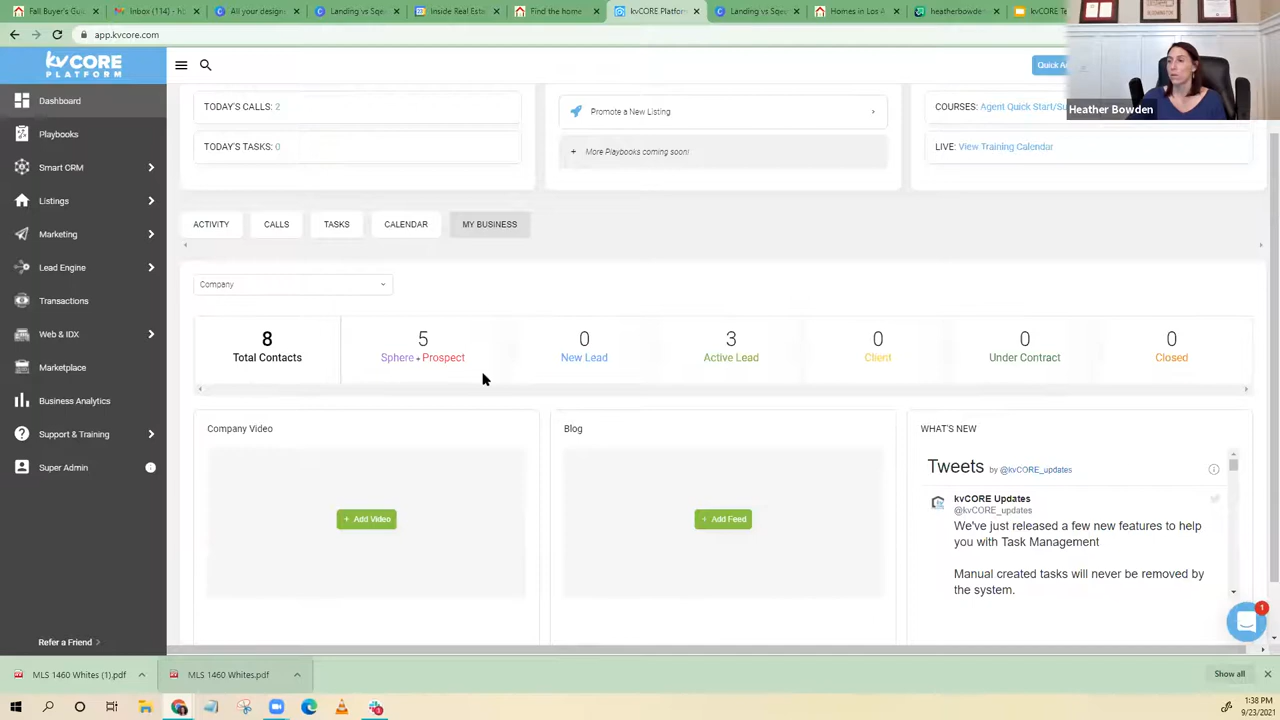 Fall Buyer's Gui
Inbox (114) - h
All your design
Landing vs Sq
Inside Real Est
Find the home
kvCORE Platfor
Landing vs Sq
Homes in Los A
heatherbowde
kvCORE Te
app.kvcore.com
kvCORE
PLATFORM
Quick A
Heather Bowden
Dashboard
Playbooks
Smart CRM
Listings
Marketing
Lead Engine
Transactions
Web & IDX
Marketplace
Business Analytics
Support & Training
Super Admin
Refer a Friend
TODAY'S CALLS: 2
TODAY'S TASKS: 0
Promote a New Listing
More Playbooks coming soon!
COURSES: Agent Quick Start/Su
LIVE: View Training Calendar
ACTIVITY
CALLS
TASKS
CALENDAR
MY BUSINESS
Company
8
Total Contacts
5
Sphere + Prospect
0
New Lead
3
Active Lead
0
Client
0
Under Contract
0
Closed
Company Video
+ Add Video
Blog
+ Add Feed
WHAT'S NEW
Tweets by @kvCORE_updates
kvCORE Updates
@kvCORE_updates
We've just released a few new features to help
you with Task Management
Manual created tasks will never be removed by
the system.
1
MLS 1460 Whites (1).pdf
MLS 1460 Whites.pdf
Show all
1:38 PM
9/23/2021